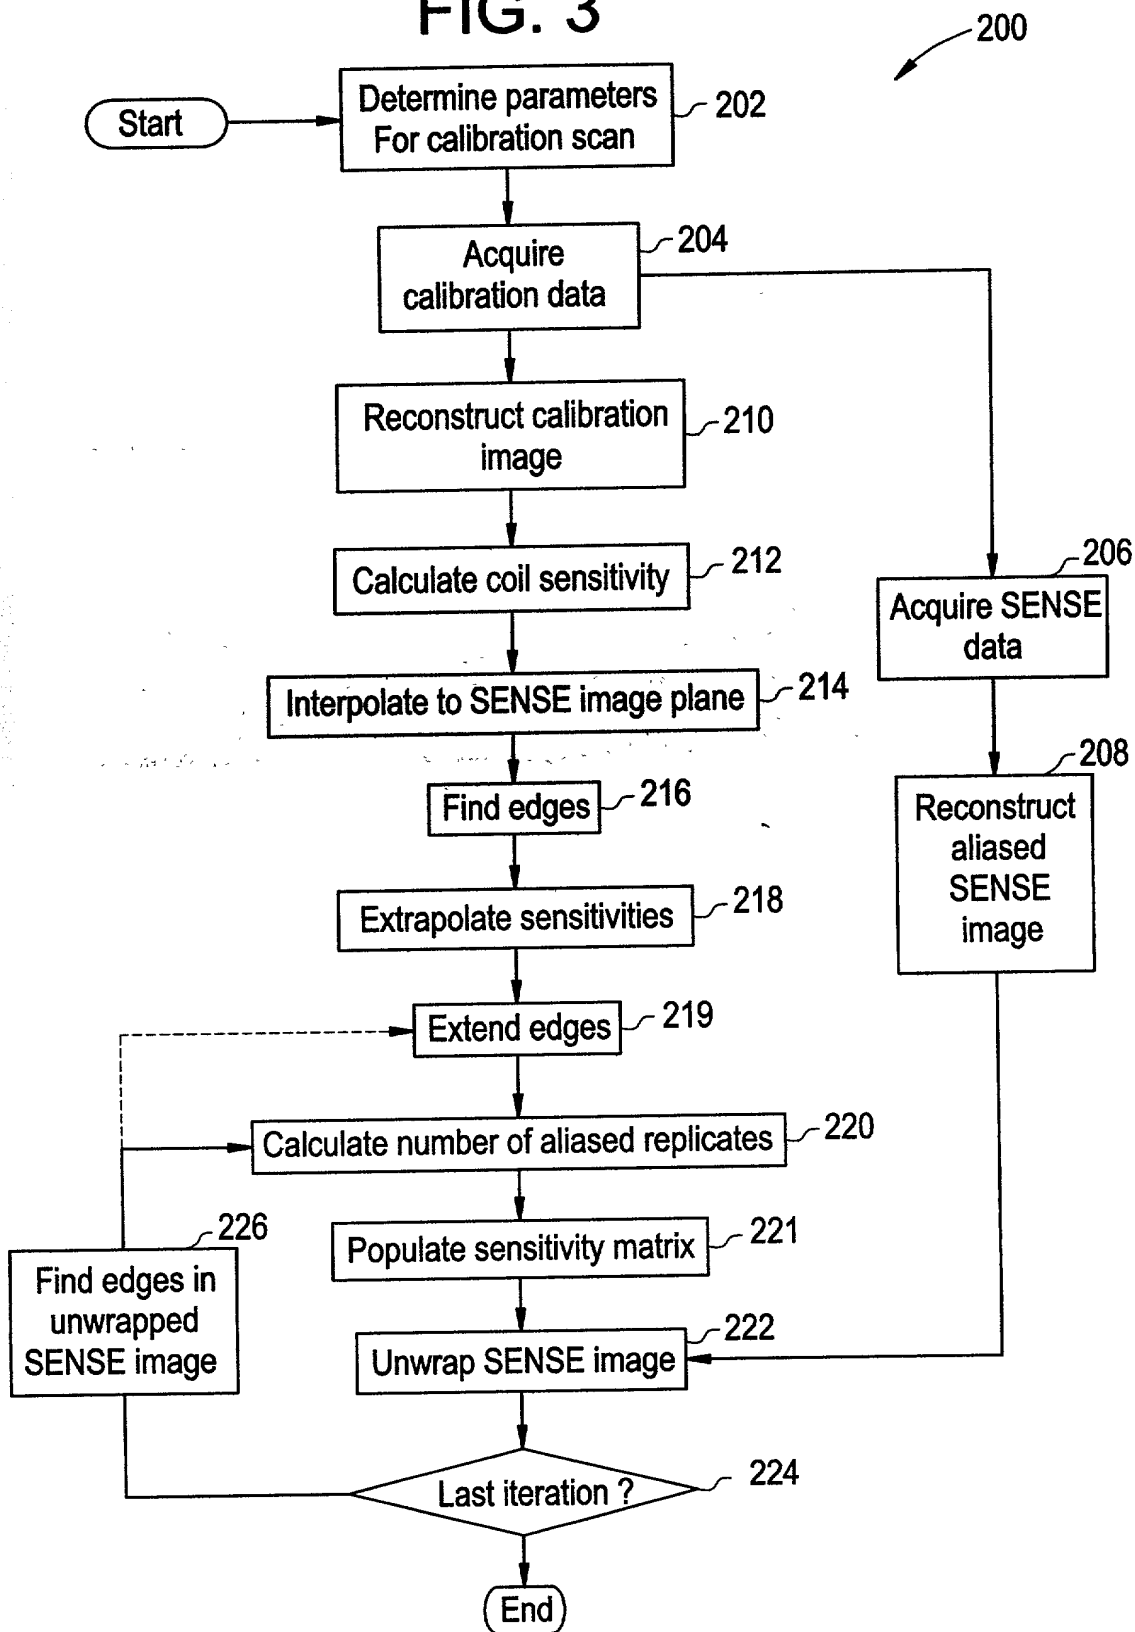 FIG. 3
200
Start
Determine parameters
For calibration scan
202
Acquire
calibration data
204
Reconstruct calibration
image
210
Calculate coil sensitivity
212
206
Acquire SENSE
data
Interpolate to SENSE image plane
214
208
Reconstruct
aliased
SENSE
image
Find edges
216
Extrapolate sensitivities
218
Extend edges
219
Calculate number of aliased replicates
220
Populate sensitivity matrix
221
226
Find edges in
unwrapped
SENSE image
Unwrap SENSE image
222
Last iteration ?
224
End